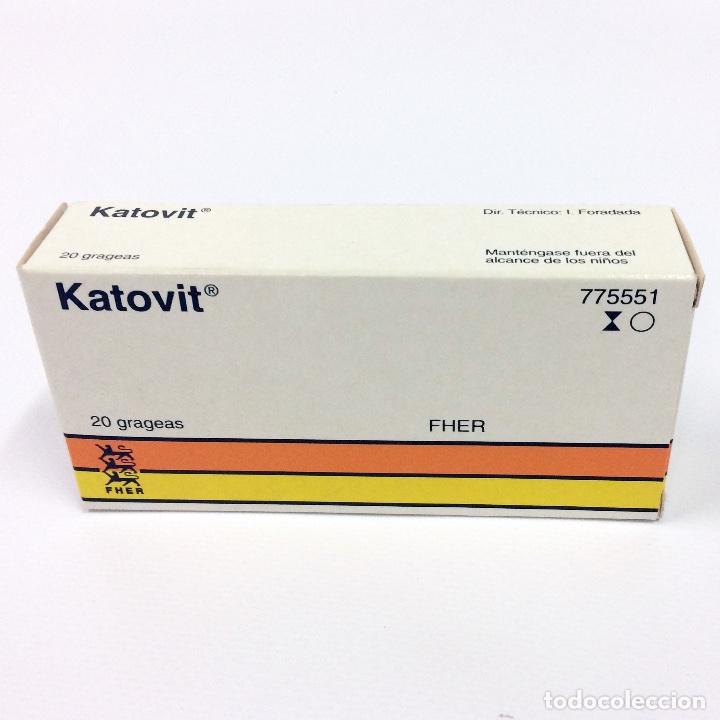 Katovit®
Dir. Técnico: I. Foradada
20 grageas
Manténgase fuera del
alcance de los niños
Katovit®
775551
20 grageas
FHER
FHER
todocoleccion